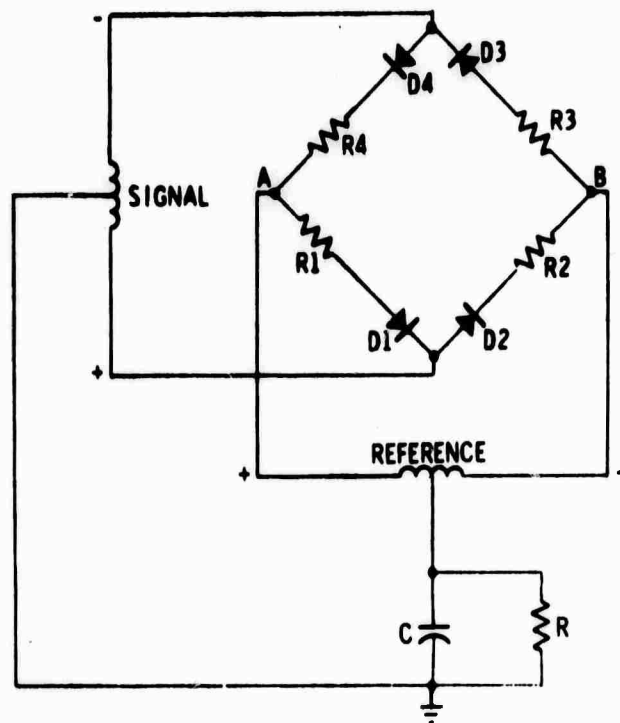 -
D3
D4
R3
R4
A
B
SIGNAL
R1
R2
D1
D2
+
REFERENCE
+
-
C
R